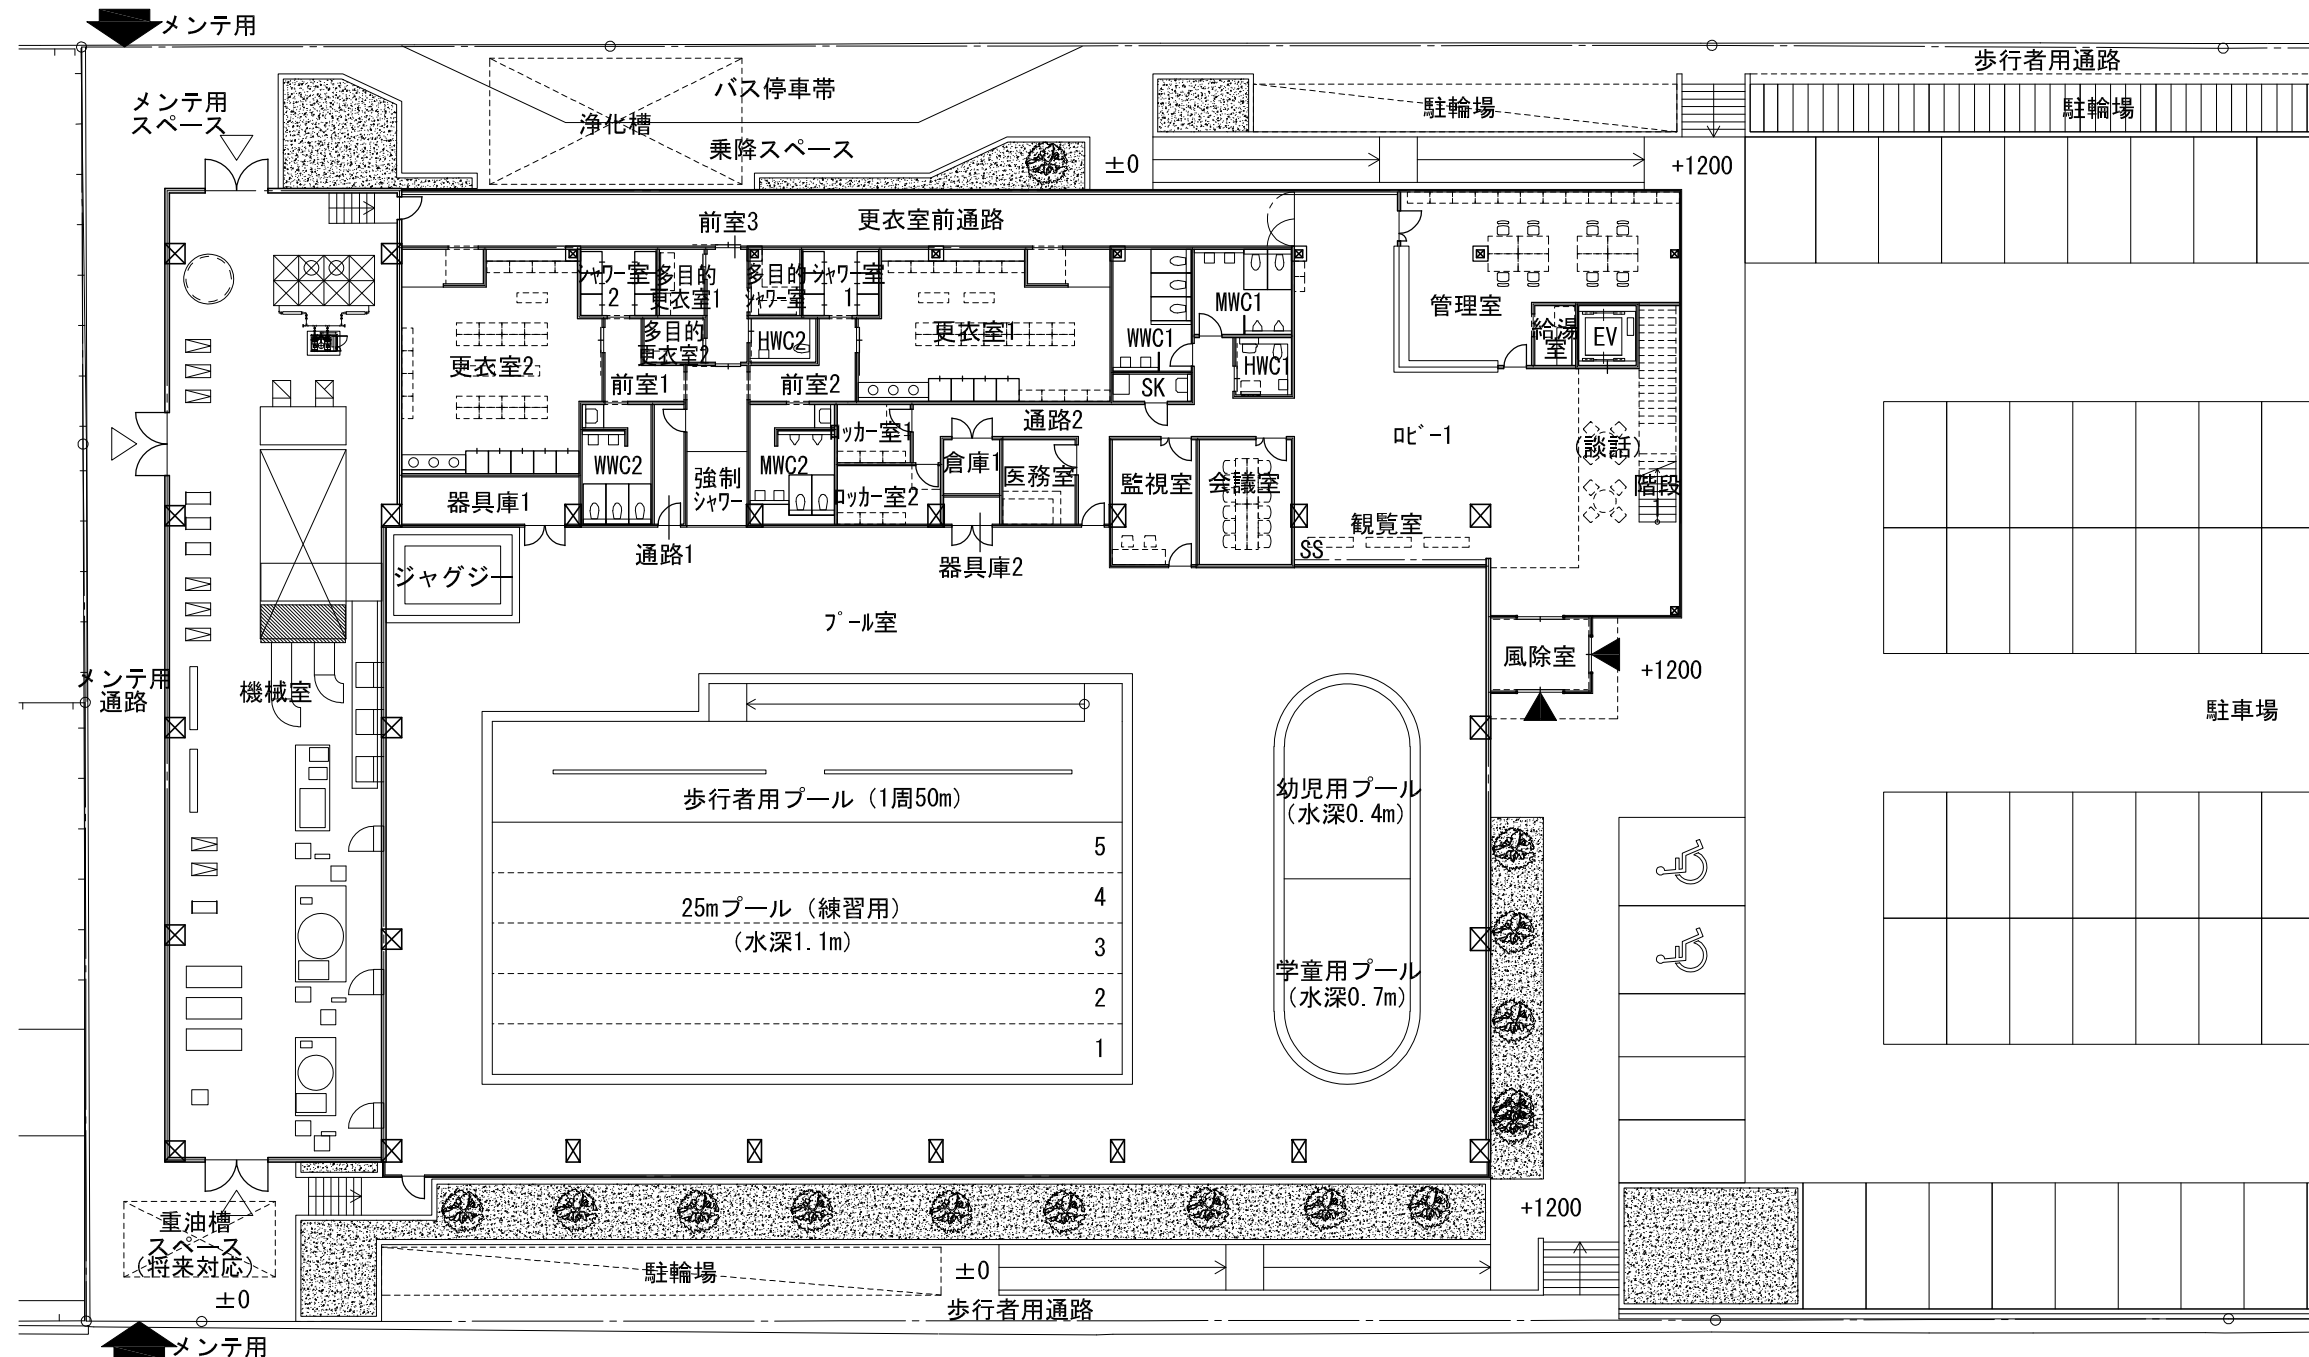 メンテ用
歩行者用通路
バス停車帯
メンテ用
スペース
浄化槽
駐輪場
駐輪場
乗降スペース
±0
+1200
前室3
更衣室前通路
シャワー室
2
多目的
更衣室1
多目的
シャワー室
シャワー室
1
管理室
MWC1
WWC1
給湯
室
EV
多目的
更衣室2
HWC2
更衣室1
更衣室2
HWC1
前室1
前室2
SK
通路2
ロッカー室1
ロビー1
(談話)
WWC2
MWC2
倉庫1
強制
シャワー
医務室
監視室
会議室
階段
1
器具庫1
ロッカー室2
観覧室
SS
通路1
器具庫2
ジャグジー
プール室
風除室
+1200
メンテ用
通路
機械室
駐車場
歩行者用プール（1周50m）
幼児用プール
（水深0.4m）
5
4
25mプール（練習用）
（水深1.1m）
3
学童用プール
（水深0.7m）
2
1
重油槽
スペース
(将来対応)
+1200
±0
駐輪場
±0
歩行者用通路
メンテ用